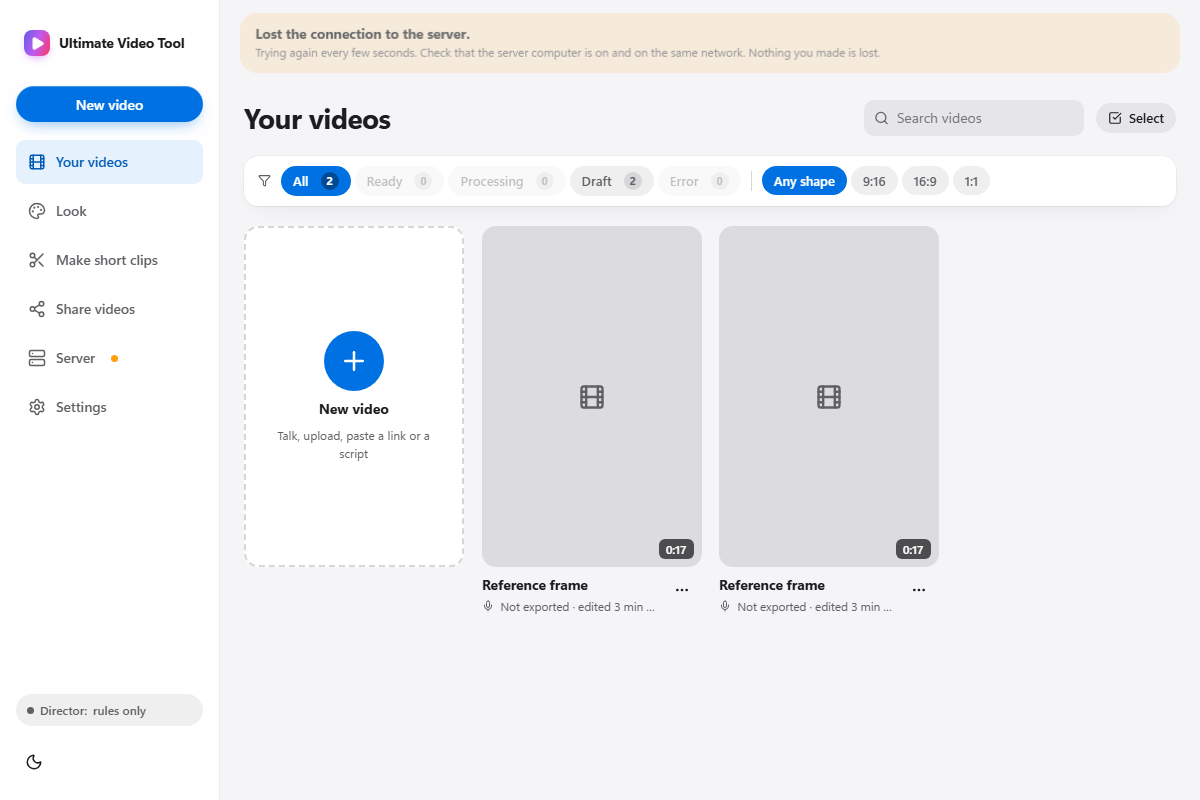 Ultimate Video Tool
New video
Your videos
Look
Make short clips
Share videos
Server
Settings
Director: rules only
Lost the connection to the server.
Trying again every few seconds. Check that the server computer is on and on the same network. Nothing you made is lost.
Your videos
Search videos
Select
All 2 Ready 0 Processing 0 Draft 2 Error 0 Any shape 9:16 16:9 1:1
New video
Talk, upload, paste a link or a
script
0:17
Reference frame
Not exported · edited 3 min ...
0:17
Reference frame
Not exported · edited 3 min ...